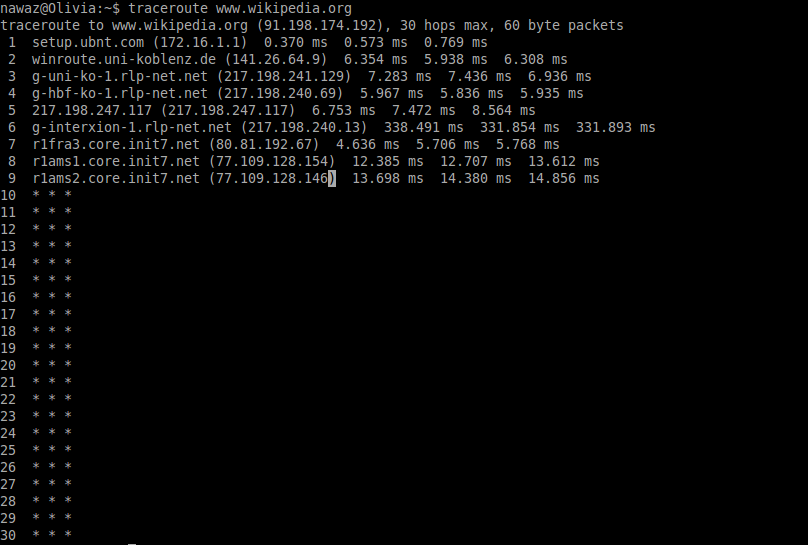 nawaz@Olivia:~$ traceroute www.wikipedia.org
traceroute to www.wikipedia.org (91.198.174.192), 30 hops max, 60 byte packets
 1  setup.ubnt.com (172.16.1.1)  0.370 ms  0.573 ms  0.769 ms
 2  winroute.uni-koblenz.de (141.26.64.9)  6.354 ms  5.938 ms  6.308 ms
 3  g-uni-ko-1.rlp-net.net (217.198.241.129)  7.283 ms  7.436 ms  6.936 ms
 4  g-hbf-ko-1.rlp-net.net (217.198.240.69)  5.967 ms  5.836 ms  5.935 ms
 5  217.198.247.117 (217.198.247.117)  6.753 ms  7.472 ms  8.564 ms
 6  g-interxion-1.rlp-net.net (217.198.240.13)  338.491 ms  331.854 ms  331.893 ms
 7  r1fra3.core.init7.net (80.81.192.67)  4.636 ms  5.706 ms  5.768 ms
 8  r1ams1.core.init7.net (77.109.128.154)  12.385 ms  12.707 ms  13.612 ms
 9  r1ams2.core.init7.net (77.109.128.146)  13.698 ms  14.380 ms  14.856 ms
10  * * *
11  * * *
12  * * *
13  * * *
14  * * *
15  * * *
16  * * *
17  * * *
18  * * *
19  * * *
20  * * *
21  * * *
22  * * *
23  * * *
24  * * *
25  * * *
26  * * *
27  * * *
28  * * *
29  * * *
30  * * *